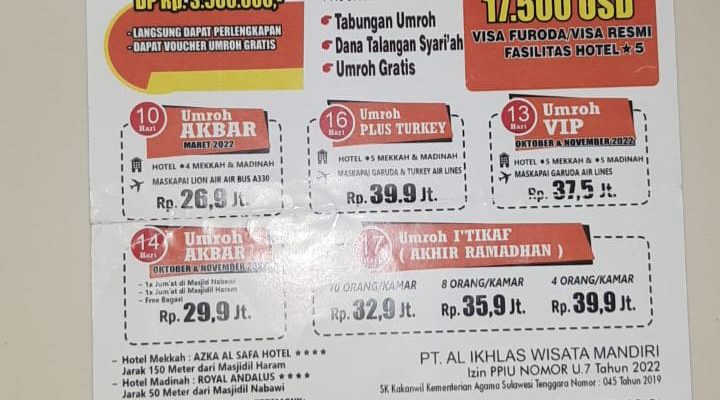 DP Rp. 3.500.000,-
- LANGSUNG DAPAT PERLENGKAPAN
- DAPAT VOUCHER UMROH GRATIS
Tabungan Umroh
Dana Talangan Syari'ah
Umroh Gratis
17.500 USD
VISA FURODA/VISA RESMI
FASILITAS HOTEL ★ 5
10 Hari
Umroh
AKBAR
MARET 2022
HOTEL ★4 MEKKAH & MADINAH
MASKAPAI LION AIR AIR BUS A330
Rp. 26,9 Jt.
16 Hari
Umroh
PLUS TURKEY
HOTEL ★5 MEKKAH & MADINAH
MASKAPAI GARUDA & TURKEY AIR LINES
Rp. 39.9 Jt.
13 Hari
Umroh
VIP
OKTOBER & NOVEMBER 2022
HOTEL ★5 MEKKAH & ★5 MADINAH
MASKAPAI GARUDA AIR LINES
Rp. 37,5 Jt.
14 Hari
Umroh
AKBAR
OKTOBER & NOVEMBER 2022
- 1x Jum'at di Masjid Nabawi
- 1x Jum'at di Masjidil Haram
- Free Bagasi
Rp. 29,9 Jt.
17 Hari
Umroh I'TIKAF
( AKHIR RAMADHAN )
10 ORANG/KAMAR
Rp. 32,9 Jt.
8 ORANG/KAMAR
Rp. 35,9 Jt.
4 ORANG/KAMAR
Rp. 39,9 Jt.
- Hotel Mekkah : AZKA AL SAFA HOTEL ★★★★
Jarak 150 Meter dari Masjidil Haram
- Hotel Madinah : ROYAL ANDALUS ★★★★
Jarak 50 Meter dari Masjidil Nabawi
PT. AL IKHLAS WISATA MANDIRI
Izin PPIU NOMOR U.7 Tahun 2022
SK Kakanwil Kementerian Agama Sulawesi Tenggara Nomor : 045 Tahun 2019